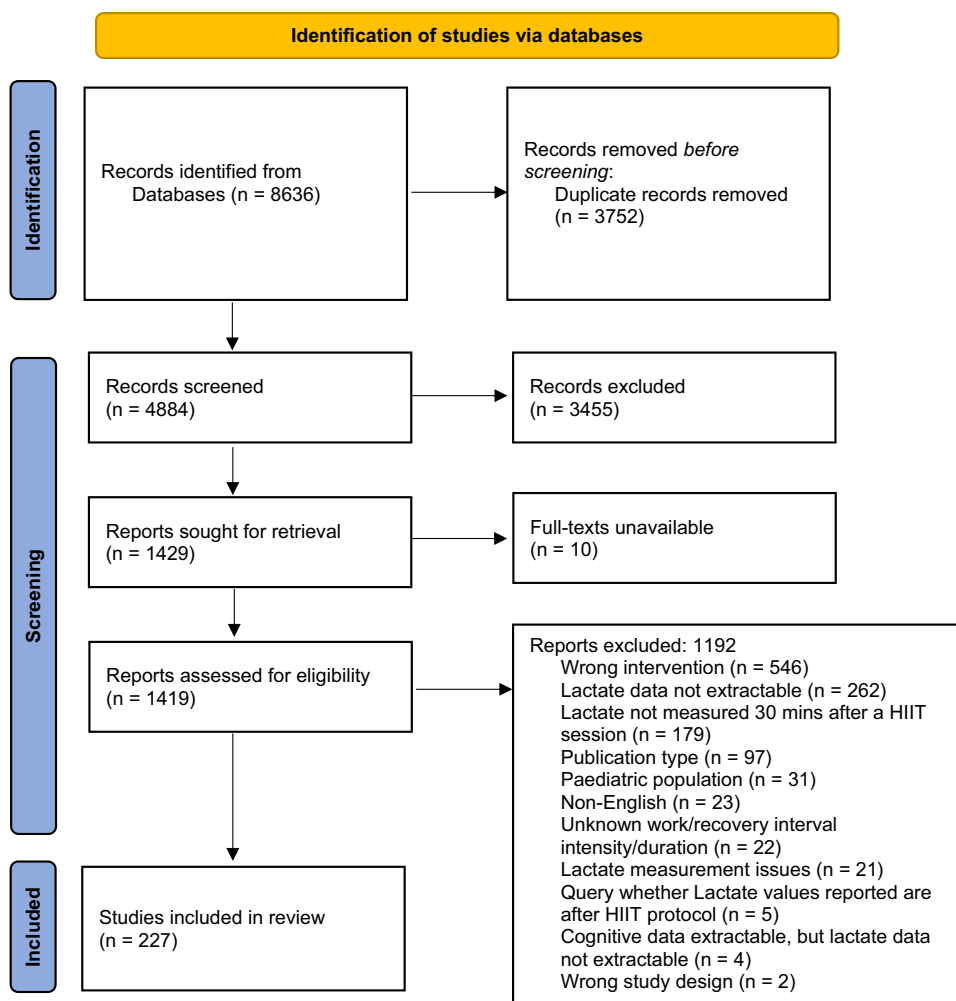 Identification of studies via databases
Identification
Records identified from
Databases (n = 8636)
Records removed before
screening:
Duplicate records removed
(n = 3752)
Screening
Records screened
(n = 4884)
Records excluded
(n = 3455)
Reports sought for retrieval
(n = 1429)
Full-texts unavailable
(n = 10)
Reports assessed for eligibility
(n = 1419)
Reports excluded: 1192
Wrong intervention (n = 546)
Lactate data not extractable (n = 262)
Lactate not measured 30 mins after a HIIT
session (n = 179)
Publication type (n = 97)
Paediatric population (n = 31)
Non-English (n = 23)
Unknown work/recovery interval
intensity/duration (n = 22)
Lactate measurement issues (n = 21)
Query whether Lactate values reported are
after HIIT protocol (n = 5)
Cognitive data extractable, but lactate data
not extractable (n = 4)
Wrong study design (n = 2)
Included
Studies included in review
(n = 227)